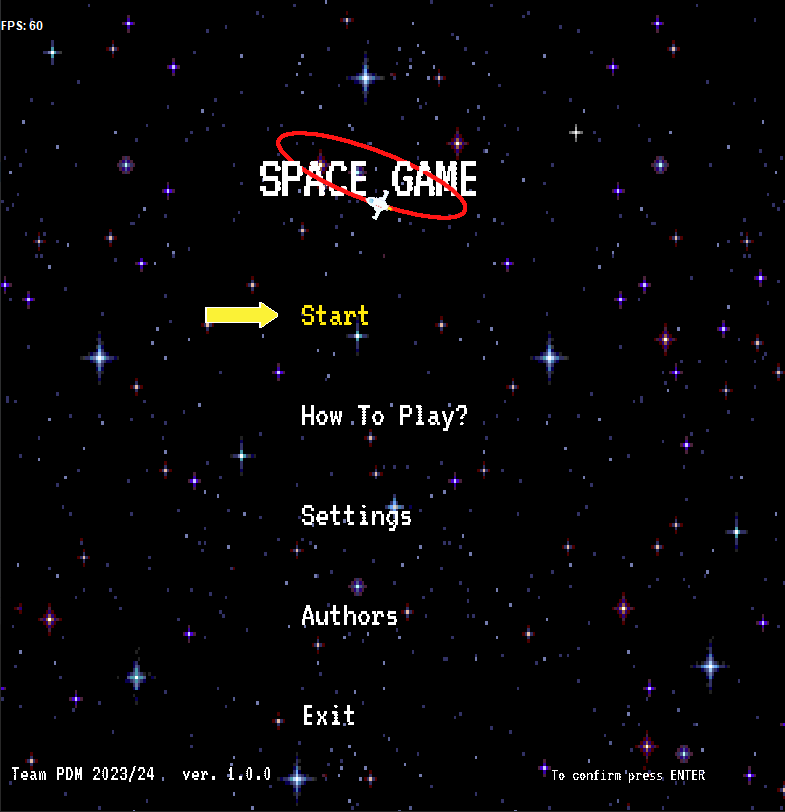 FPS: 60
SPACE GAME
Start
How To Play?
Settings
Authors
Exit
Team PDM 2023/24 ver. 1.0.0
To confirm press ENTER